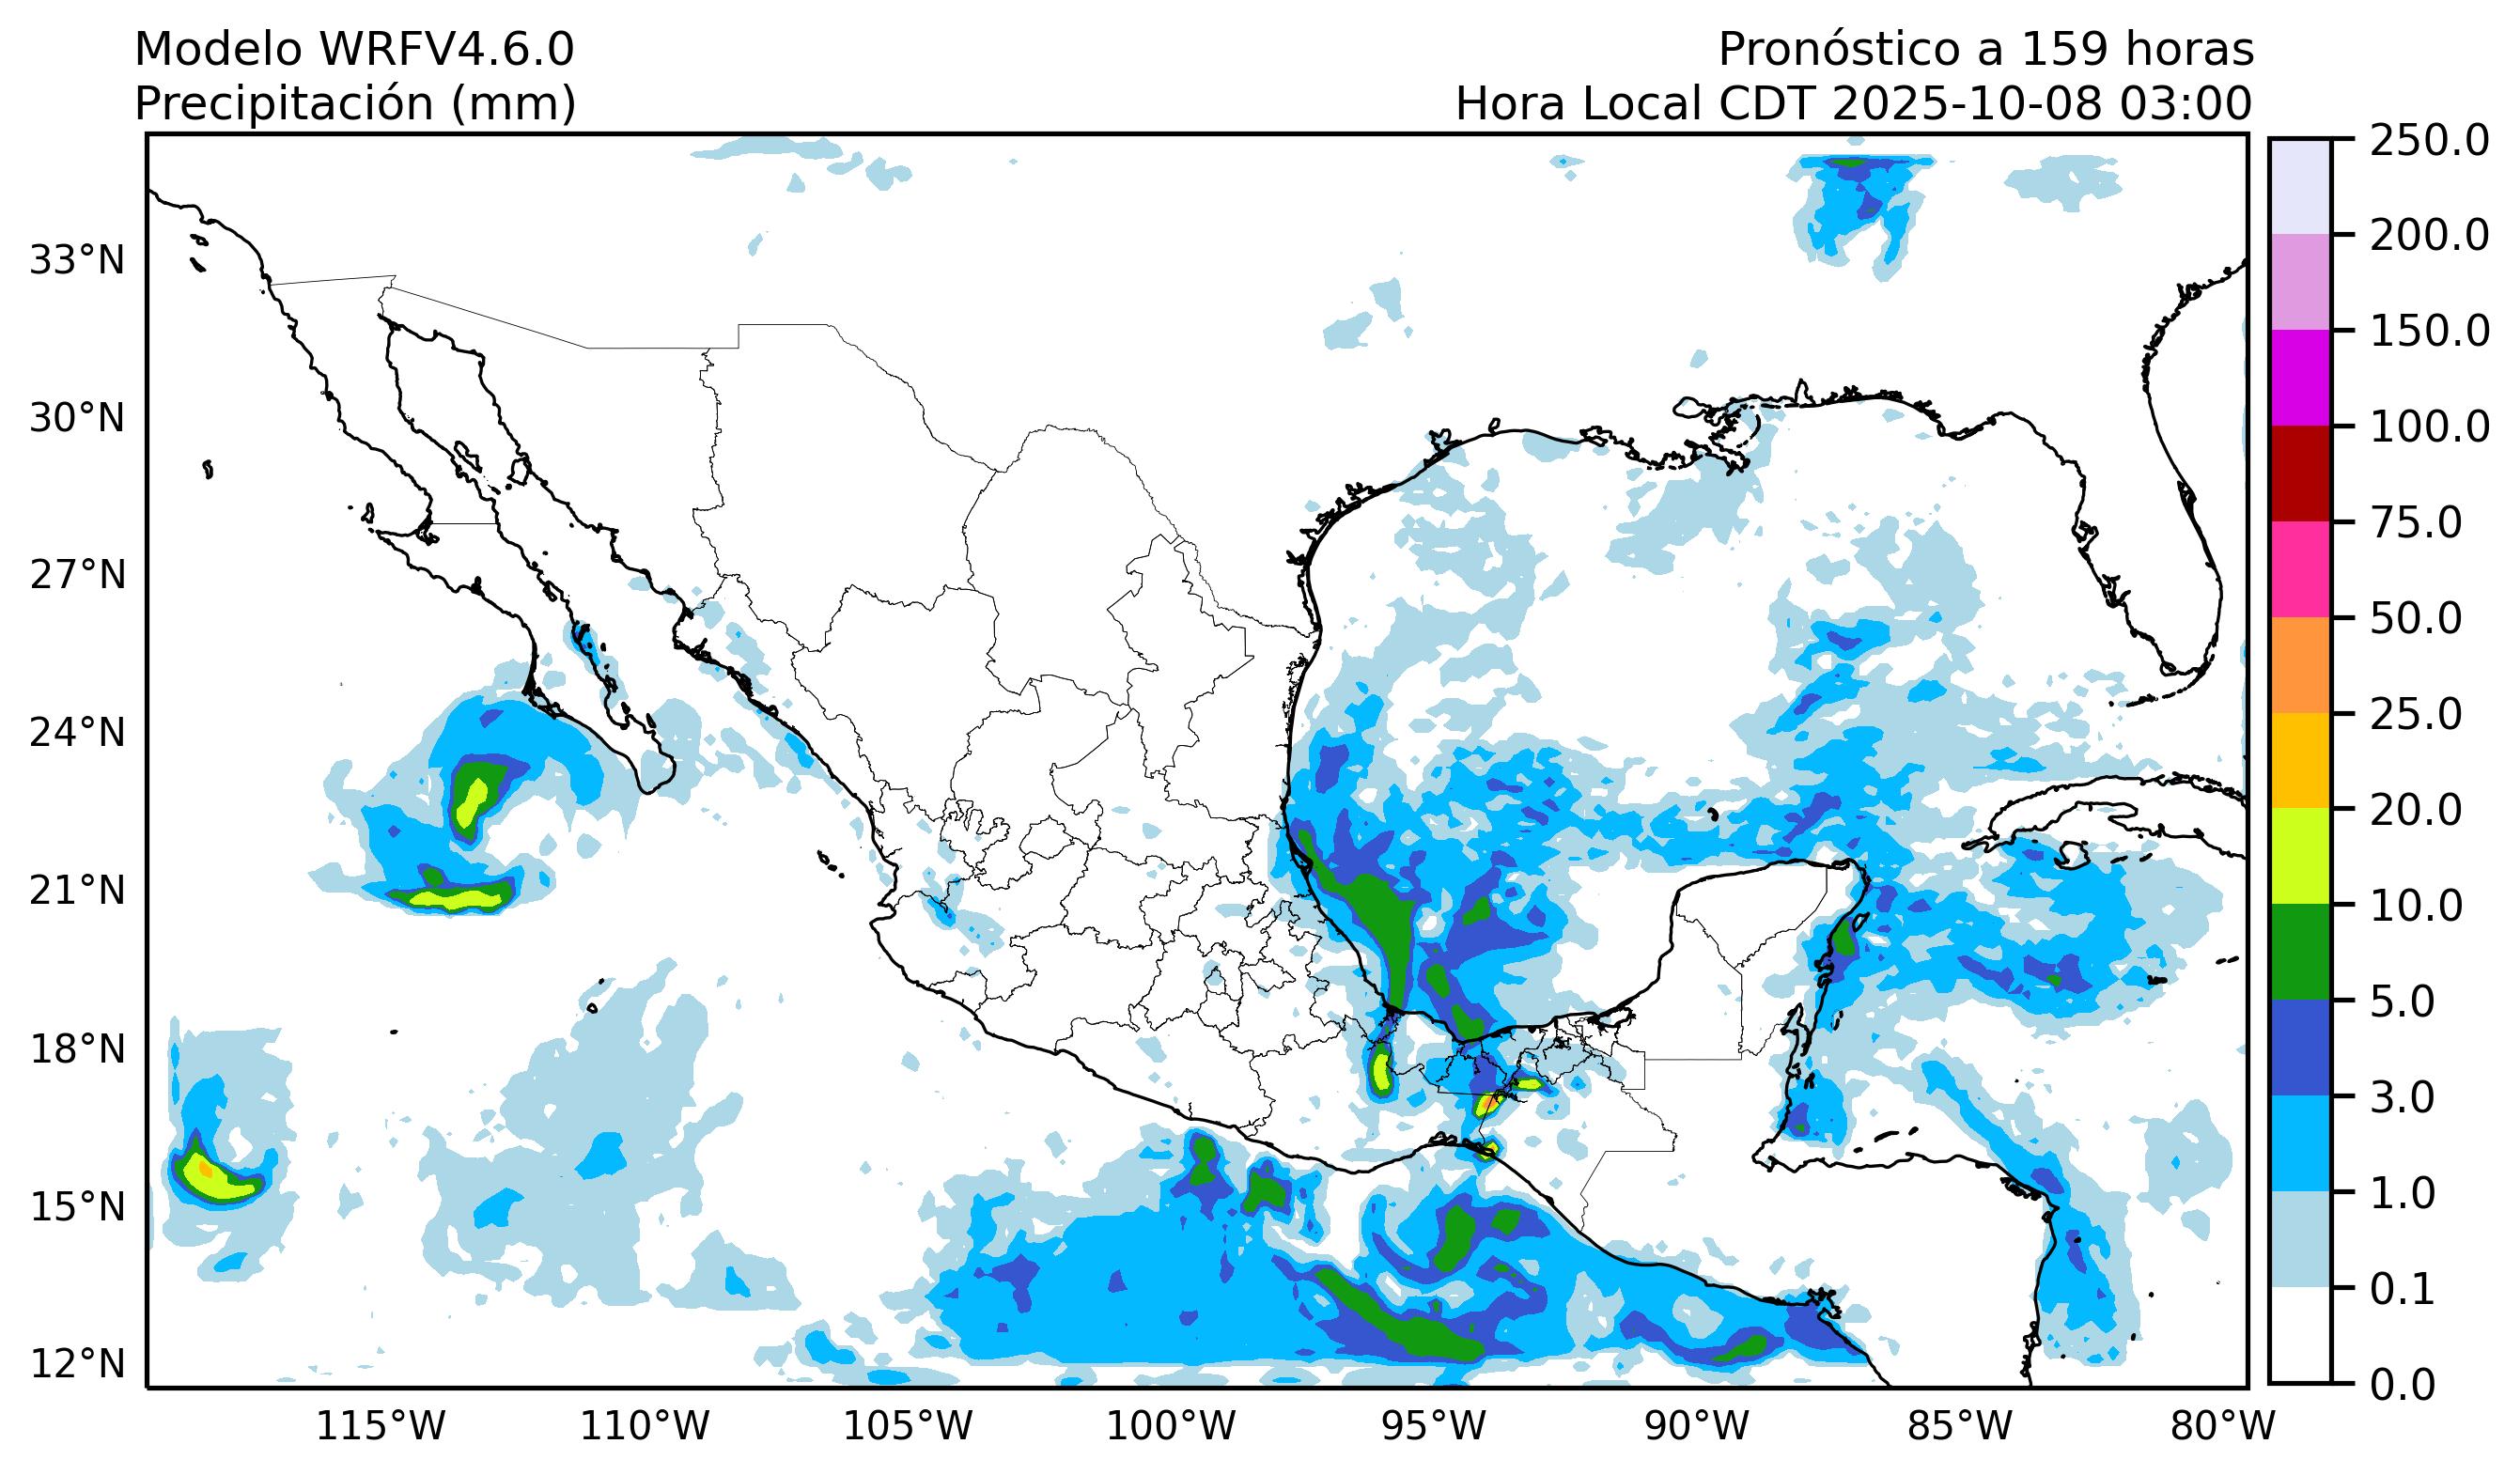 Modelo WRFV4.6.0
Precipitación (mm)
Pronóstico a 159 horas
Hora Local CDT 2025-10-08 03:00
33°N
30°N
27°N
24°N
21°N
18°N
15°N
12°N
115°W
110°W
105°W
100°W
95°W
90°W
85°W
80°W
250.0
200.0
150.0
100.0
75.0
50.0
25.0
20.0
10.0
5.0
3.0
1.0
0.1
0.0